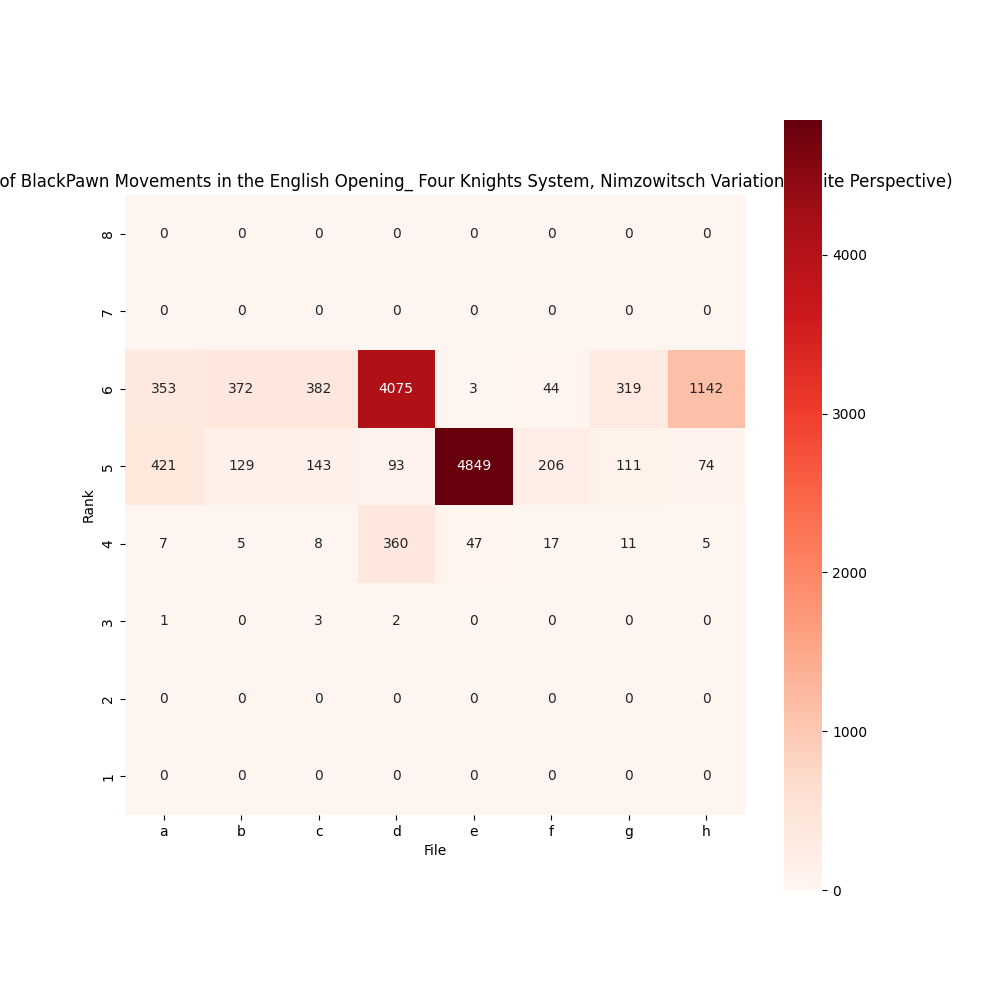 of BlackPawn Movements in the English Opening_ Four Knights System, Nimzowitsch Variation ite Perspective)
8 0 0 0 0 0 0 0 0
7 0 0 0 0 0 0 0 0
6 353 372 382 4075 3 44 319 1142
5 421 129 143 93 4849 206 111 74
4 7 5 8 360 47 17 11 5
3 1 0 3 2 0 0 0 0
2 0 0 0 0 0 0 0 0
1 0 0 0 0 0 0 0 0
a b c d e f g h
File
Rank
4000
3000
2000
1000
0